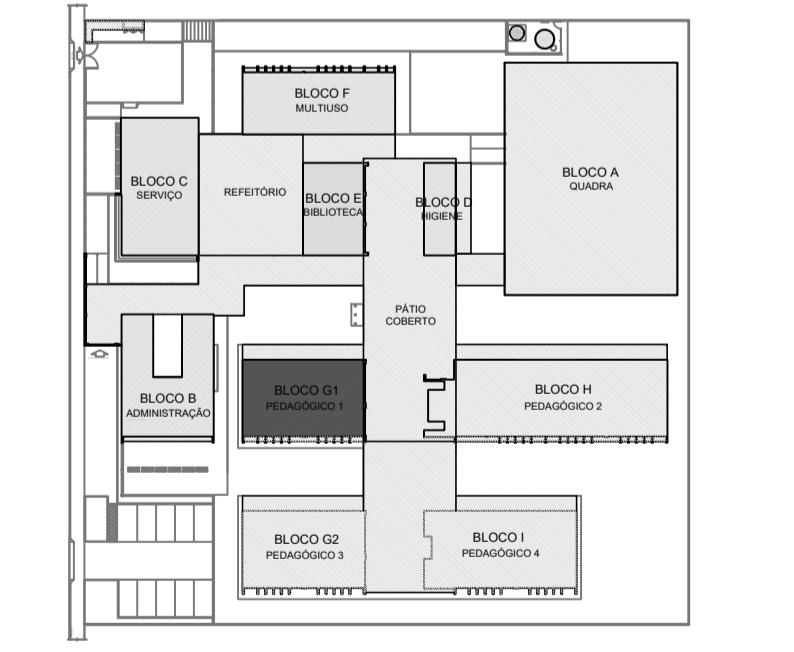 BLOCO F
MULTIUSO
BLOCO A
QUADRA
BLOCO C
SERVIÇO
REFEITÓRIO
BLOCO E
BIBLIOTECA
BLOCO D
HIGIENE
PÁTIO
COBERTO
BLOCO B
ADMINISTRAÇÃO
BLOCO G1
PEDAGÓGICO 1
BLOCO H
PEDAGÓGICO 2
BLOCO G2
PEDAGÓGICO 3
BLOCO I
PEDAGÓGICO 4